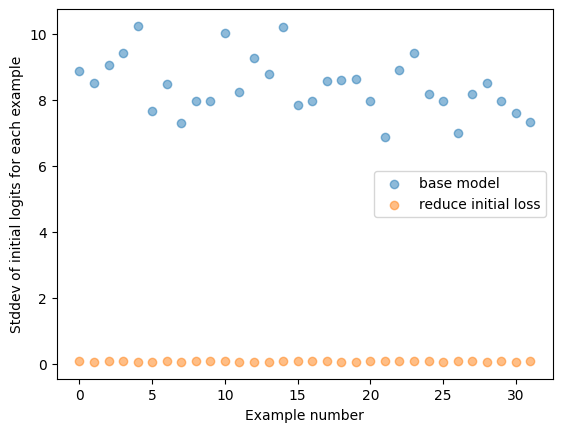 Stddev of initial logits for each example
10
8
6
4
2
0
base model
reduce initial loss
0 5 10 15 20 25 30
Example number